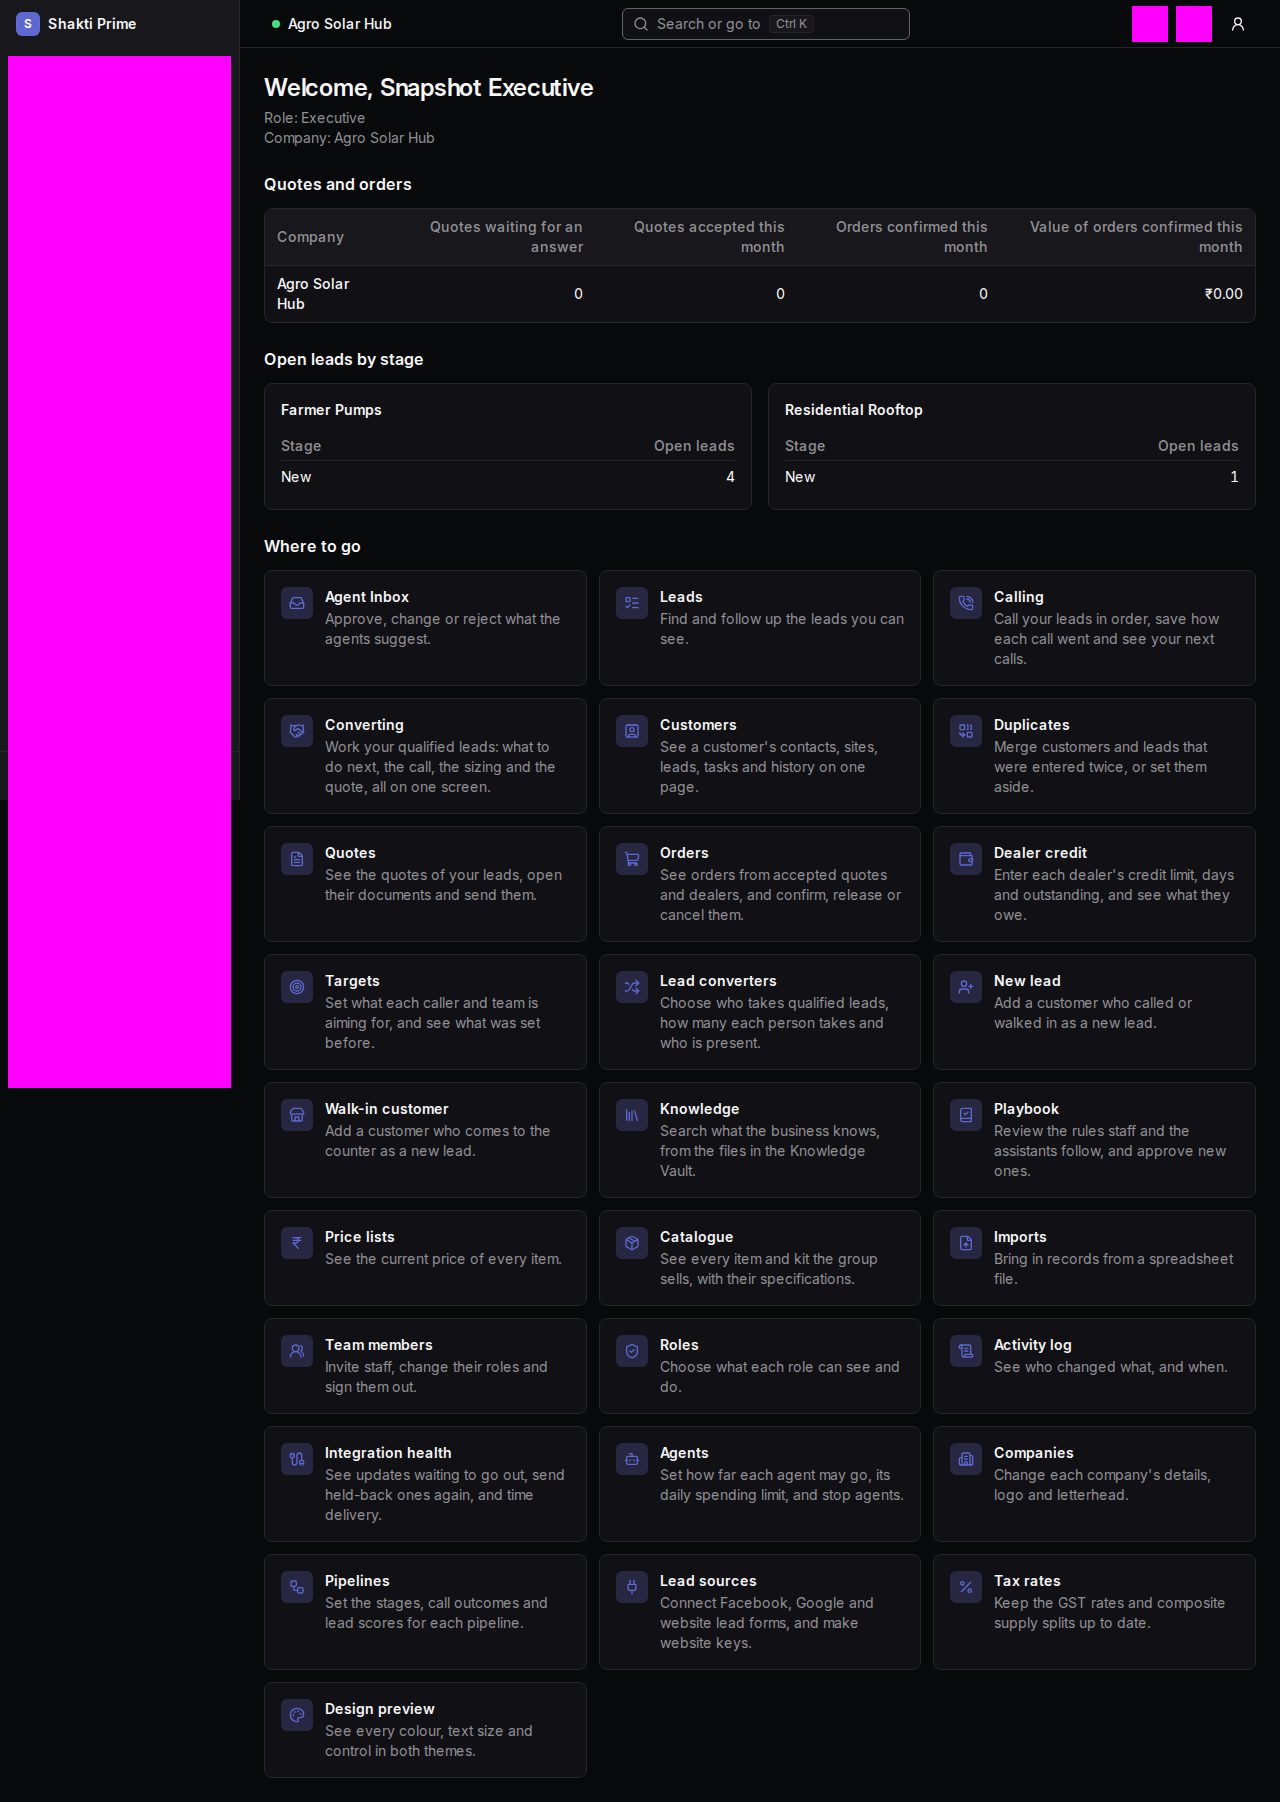 S Shakti Prime
Agro Solar Hub
Search or go to Ctrl K
Welcome, Snapshot Executive
Role: Executive
Company: Agro Solar Hub
Quotes and orders
Company
Quotes waiting for an
answer
Quotes accepted this
month
Orders confirmed this
month
Value of orders confirmed this
month
Agro Solar
Hub
0
0
0
₹0.00
Open leads by stage
Farmer Pumps
Stage Open leads
New 4
Residential Rooftop
Stage Open leads
New 1
Where to go
Agent Inbox
Approve, change or reject what the
agents suggest.
Leads
Find and follow up the leads you can
see.
Calling
Call your leads in order, save how
each call went and see your next
calls.
Converting
Work your qualified leads: what to
do next, the call, the sizing and the
quote, all on one screen.
Customers
See a customer's contacts, sites,
leads, tasks and history on one
page.
Duplicates
Merge customers and leads that
were entered twice, or set them
aside.
Quotes
See the quotes of your leads, open
their documents and send them.
Orders
See orders from accepted quotes
and dealers, and confirm, release or
cancel them.
Dealer credit
Enter each dealer's credit limit, days
and outstanding, and see what they
owe.
Targets
Set what each caller and team is
aiming for, and see what was set
before.
Lead converters
Choose who takes qualified leads,
how many each person takes and
who is present.
New lead
Add a customer who called or
walked in as a new lead.
Walk-in customer
Add a customer who comes to the
counter as a new lead.
Knowledge
Search what the business knows,
from the files in the Knowledge
Vault.
Playbook
Review the rules staff and the
assistants follow, and approve new
ones.
Price lists
See the current price of every item.
Catalogue
See every item and kit the group
sells, with their specifications.
Imports
Bring in records from a spreadsheet
file.
Team members
Invite staff, change their roles and
sign them out.
Roles
Choose what each role can see and
do.
Activity log
See who changed what, and when.
Integration health
See updates waiting to go out, send
held-back ones again, and time
delivery.
Agents
Set how far each agent may go, its
daily spending limit, and stop agents.
Companies
Change each company's details,
logo and letterhead.
Pipelines
Set the stages, call outcomes and
lead scores for each pipeline.
Lead sources
Connect Facebook, Google and
website lead forms, and make
website keys.
Tax rates
Keep the GST rates and composite
supply splits up to date.
Design preview
See every colour, text size and
control in both themes.